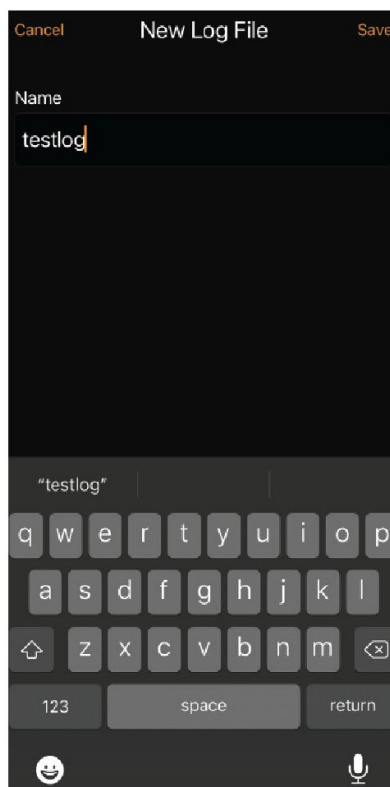 Cancel New Log File Save
Name
testlog
“testlog”
q w e r t y u i o p
a s d f g h j k l
z x c v b n m
123 space return